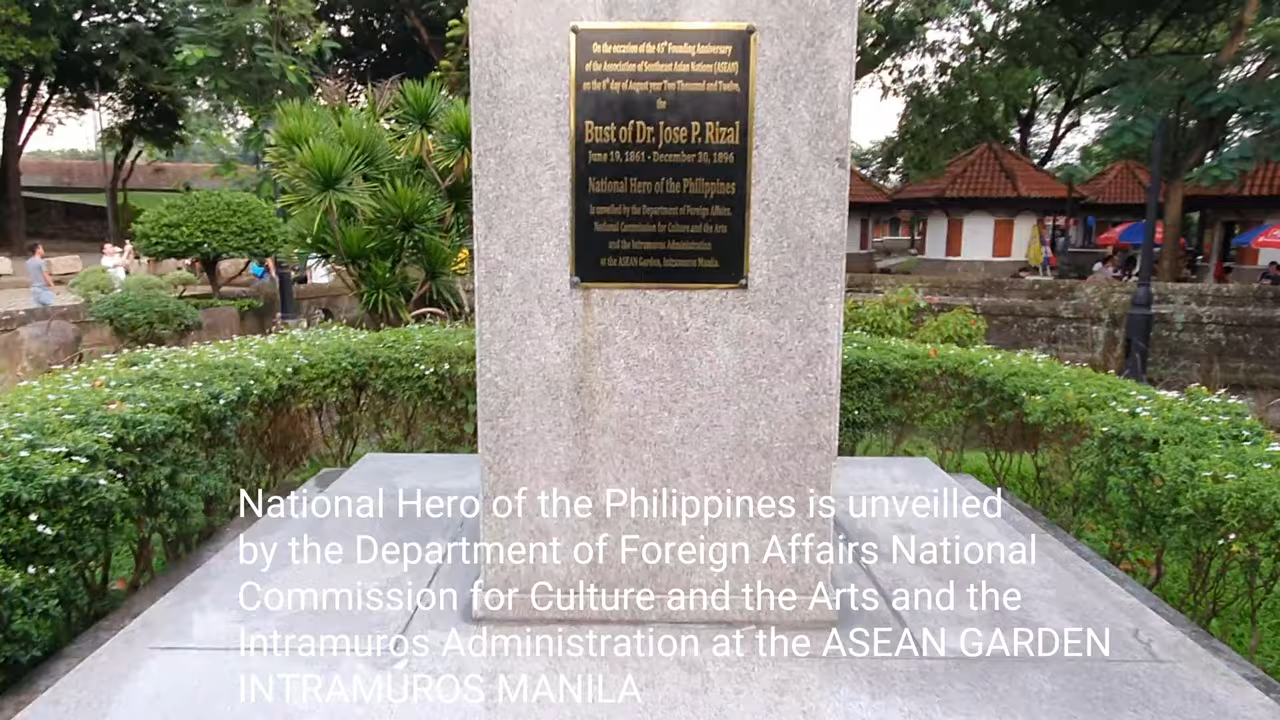 On the occasion of the 45th Founding Anniversary
of the Association of Southeast Asian Nations (ASEAN)
on the 8th day of August year Two Thousand and Twelve,
the
Bust of Dr. Jose P. Rizal
June 19, 1861 - December 30, 1896
National Hero of the Philippines
is unveiled by the Department of Foreign Affairs,
National Commission for Culture and the Arts
and the Intramuros Administration
at the ASEAN Garden, Intramuros Manila.
National Hero of the Philippines is unveilled
by the Department of Foreign Affairs National
Commission for Culture and the Arts and the
Intramuros Administration at the ASEAN GARDEN
INTRAMUROS MANILA